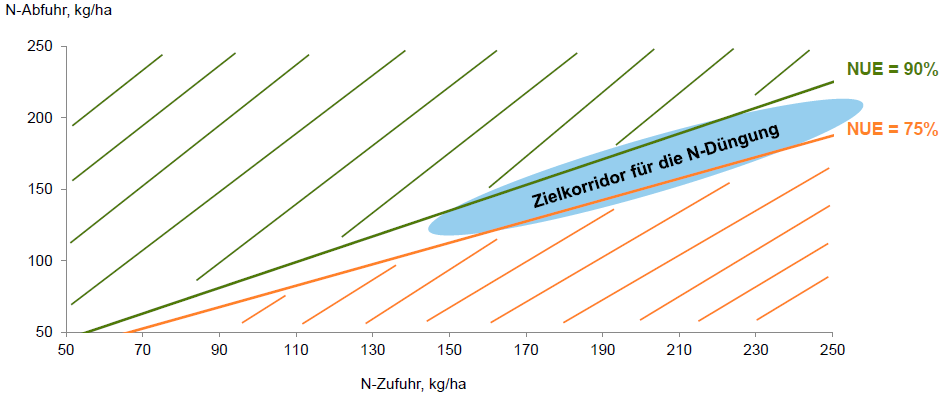 N-Abfuhr, kg/ha
250
200
150
100
50
NUE = 90%
NUE = 75%
Zielkorridor für die N-Düngung
50 70 90 110 130 150 170 190 210 230 250
N-Zufuhr, kg/ha